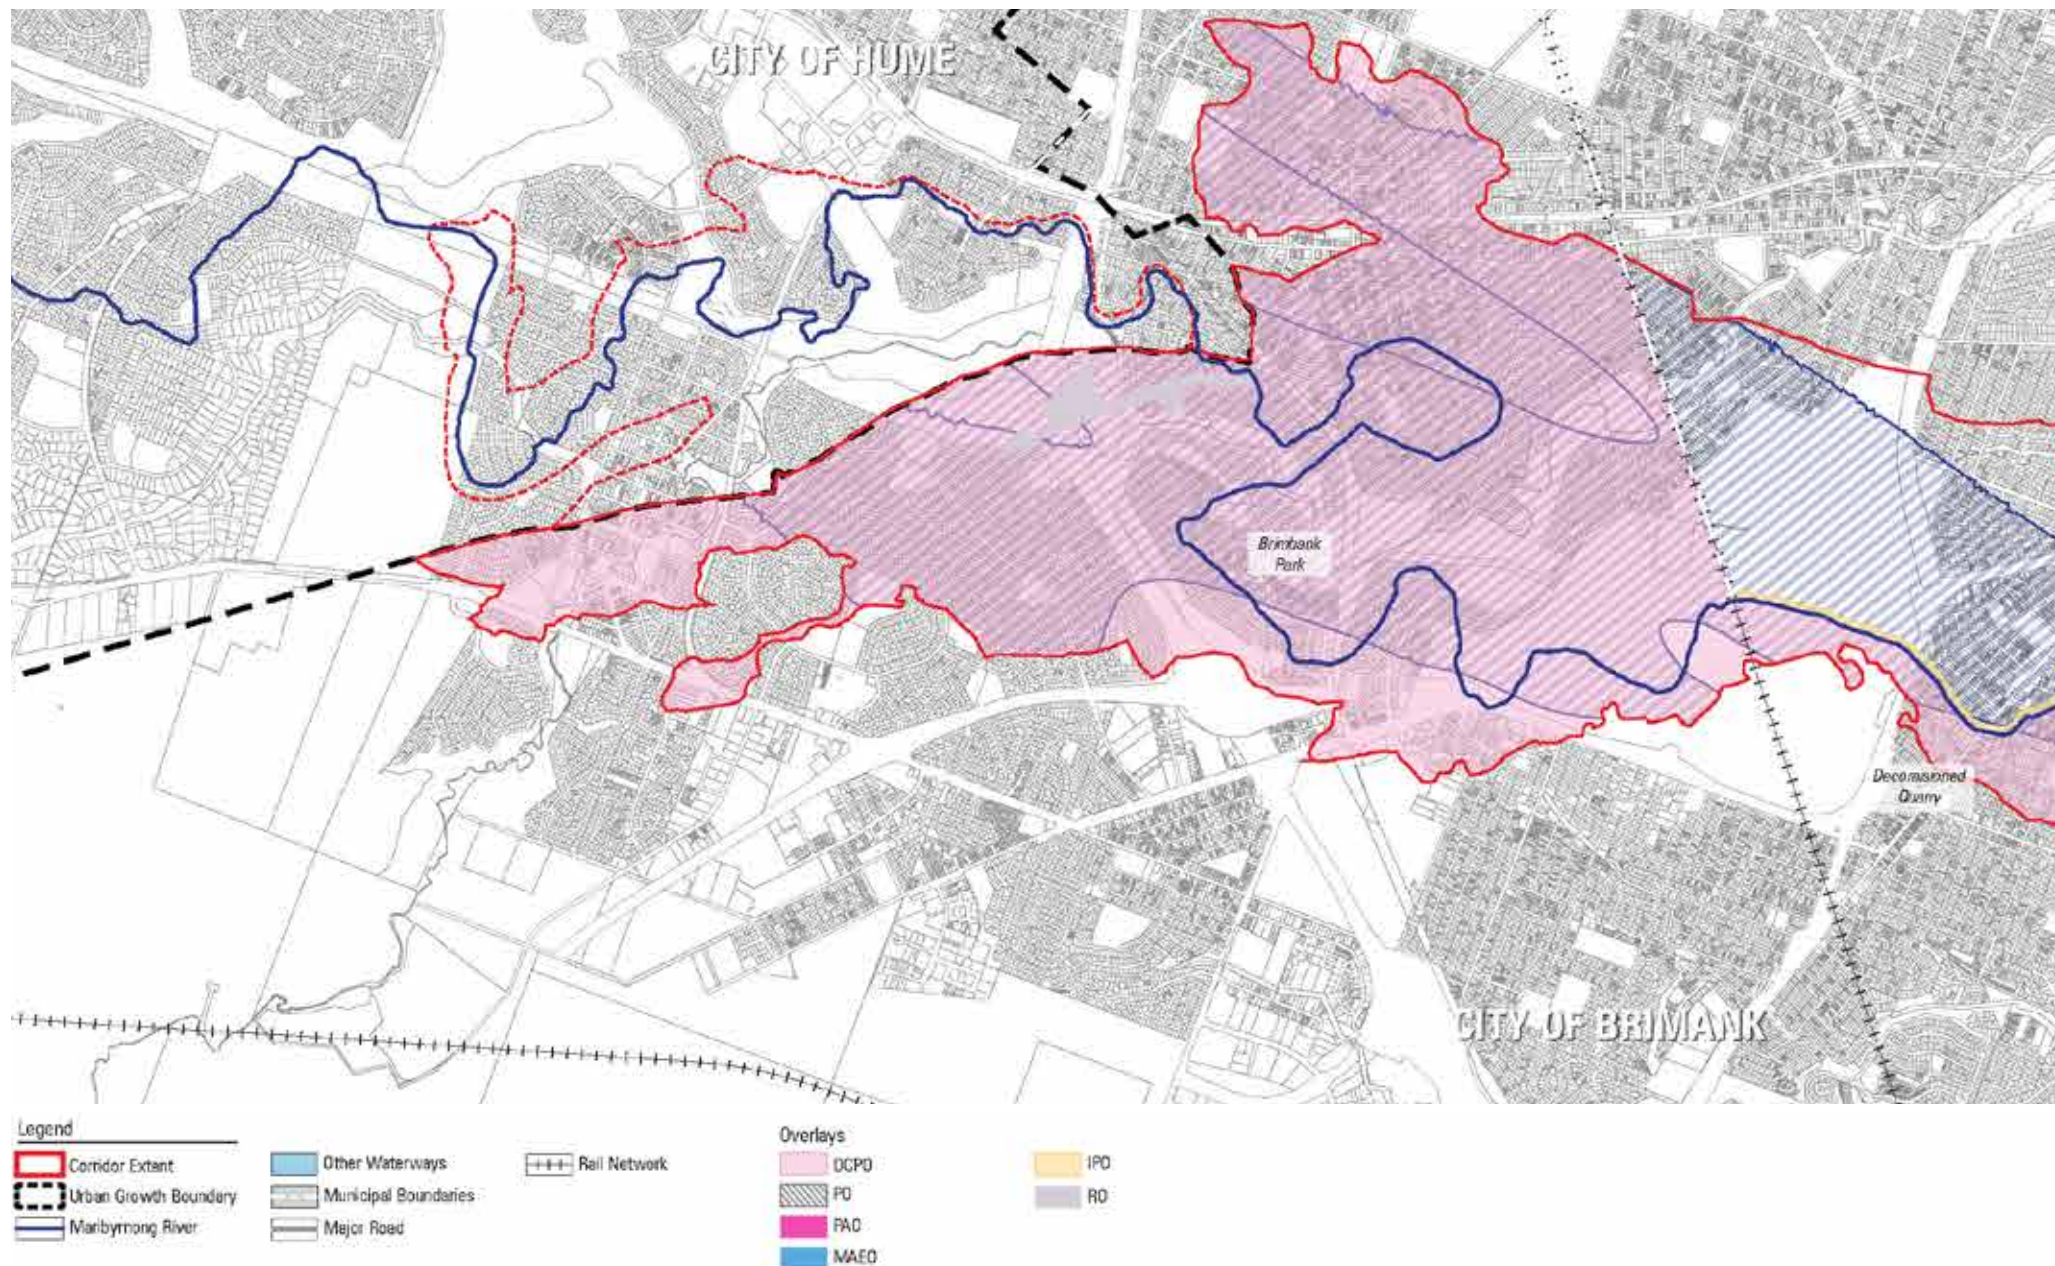 CITY OF HUME
Brimbank
Park
Decomisioned
Quarry
CITY OF BRIMANK
Legend
Corridor Extent
Urban Growth Boundary
Maribyrnong River
Other Waterways
Municipal Boundaries
Major Road
Rail Network
Overlays
DCPO
PO
PAO
MAEO
IPO
RO